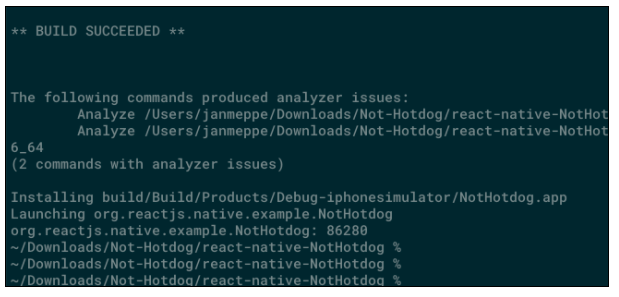 ** BUILD SUCCEEDED **
The following commands produced analyzer issues:
Analyze /Users/janmeppe/Downloads/Not-Hotdog/react-native-NotHot
Analyze /Users/janmeppe/Downloads/Not-Hotdog/react-native-NotHot
6_64
(2 commands with analyzer issues)
Installing build/Build/Products/Debug-iphonesimulator/NotHotdog.app
Launching org.reactjs.native.example.NotHotdog
org.reactjs.native.example.NotHotdog: 86280
~/Downloads/Not-Hotdog/react-native-NotHotdog %
~/Downloads/Not-Hotdog/react-native-NotHotdog %
~/Downloads/Not-Hotdog/react-native-NotHotdog %